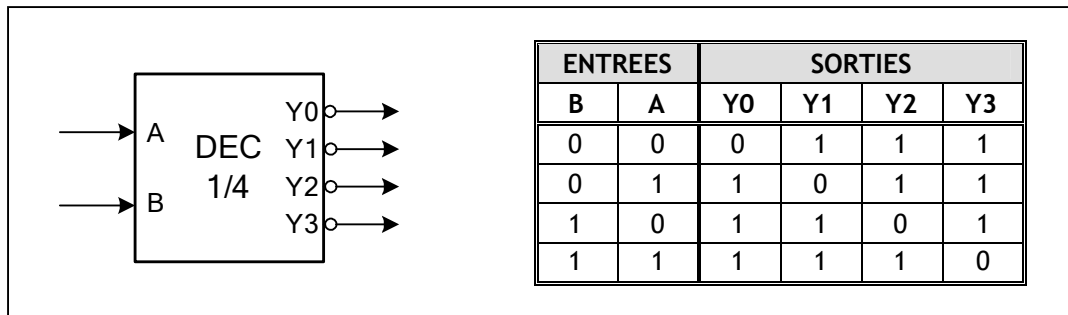 A
B
DEC
1/4
Y0
Y1
Y2
Y3
ENTREES SORTIES
B A Y0 Y1 Y2 Y3
0 0 0 1 1 1
0 1 1 0 1 1
1 0 1 1 0 1
1 1 1 1 1 0